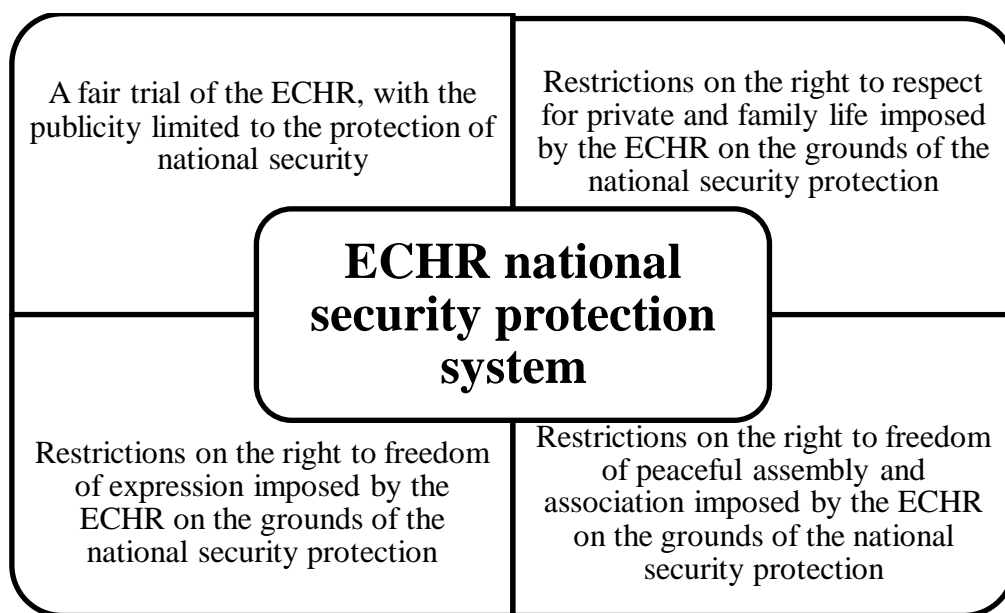 A fair trial of the ECHR, with the
publicity limited to the protection of
national security
Restrictions on the right to respect
for private and family life imposed
by the ECHR on the grounds of the
national security protection
ECHR national
security protection
system
Restrictions on the right to freedom
of expression imposed by the
ECHR on the grounds of the
national security protection
Restrictions on the right to freedom
of peaceful assembly and
association imposed by the ECHR
on the grounds of the national
security protection